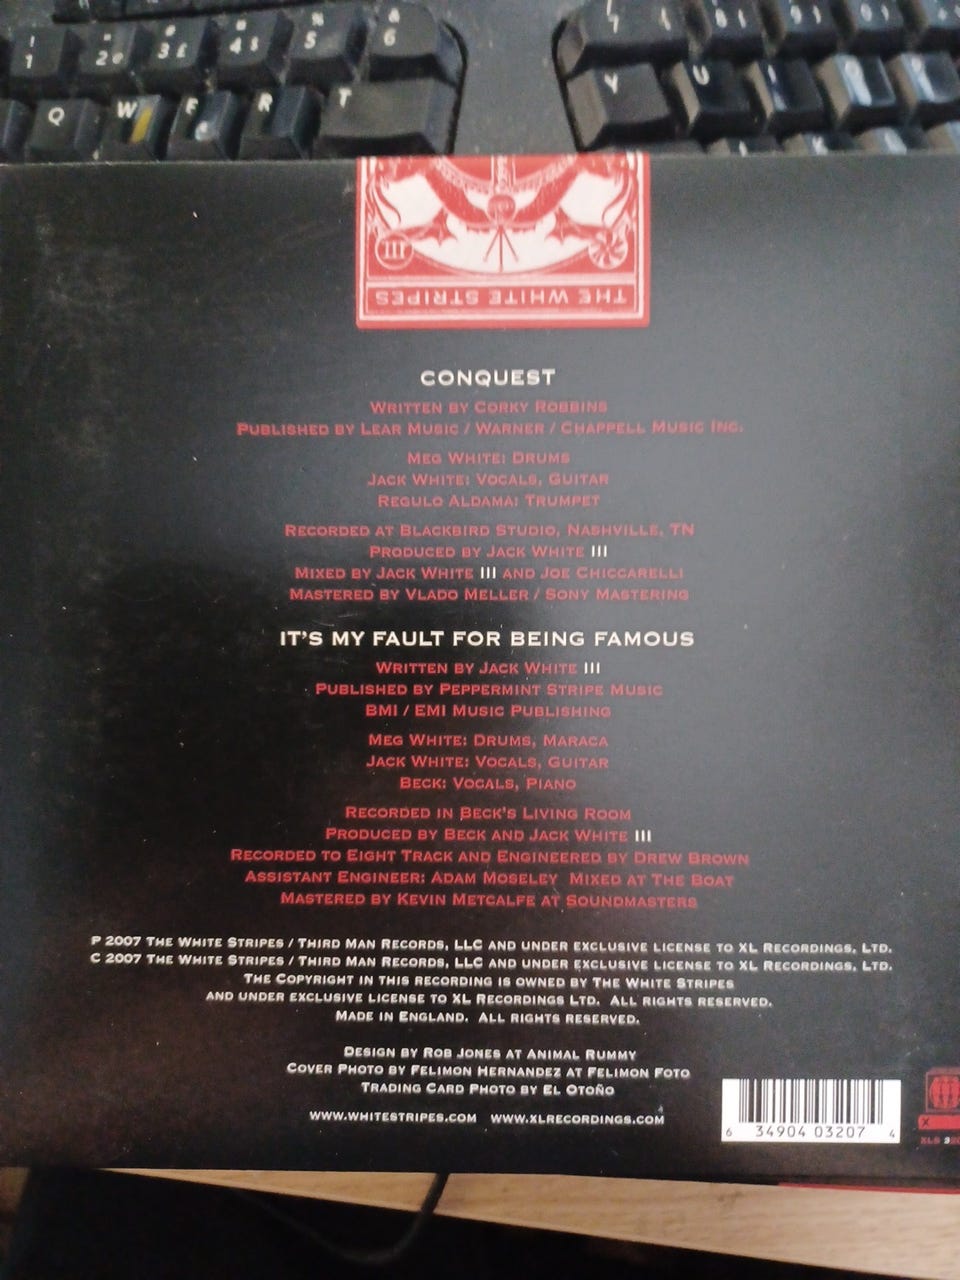 ! 1
" 2 @
# 3 £
4 $
% 5
& 6
7
Q W E R T
Y U I
III
THE WHITE STRIPES
CONQUEST
WRITTEN BY CORKY ROBBINS
PUBLISHED BY LEAR MUSIC / WARNER / CHAPPELL MUSIC INC.
MEG WHITE: DRUMS
JACK WHITE: VOCALS, GUITAR
REGULO ALDAMA: TRUMPET
RECORDED AT BLACKBIRD STUDIO, NASHVILLE, TN
PRODUCED BY JACK WHITE III
MIXED BY JACK WHITE III AND JOE CHICCARELLI
MASTERED BY VLADO MELLER / SONY MASTERING
IT'S MY FAULT FOR BEING FAMOUS
WRITTEN BY JACK WHITE III
PUBLISHED BY PEPPERMINT STRIPE MUSIC
BMI / EMI MUSIC PUBLISHING
MEG WHITE: DRUMS, MARACA
JACK WHITE: VOCALS, GUITAR
BECK: VOCALS, PIANO
RECORDED IN BECK'S LIVING ROOM
PRODUCED BY BECK AND JACK WHITE III
RECORDED TO EIGHT TRACK AND ENGINEERED BY DREW BROWN
ASSISTANT ENGINEER: ADAM MOSELEY MIXED AT THE BOAT
MASTERED BY KEVIN METCALFE AT SOUNDMASTERS
P 2007 THE WHITE STRIPES / THIRD MAN RECORDS, LLC AND UNDER EXCLUSIVE LICENSE TO XL RECORDINGS, LTD.
C 2007 THE WHITE STRIPES / THIRD MAN RECORDS, LLC AND UNDER EXCLUSIVE LICENSE TO XL RECORDINGS, LTD.
THE COPYRIGHT IN THIS RECORDING IS OWNED BY THE WHITE STRIPES
AND UNDER EXCLUSIVE LICENSE TO XL RECORDINGS LTD. ALL RIGHTS RESERVED.
MADE IN ENGLAND. ALL RIGHTS RESERVED.
DESIGN BY ROB JONES AT ANIMAL RUMMY
COVER PHOTO BY FELIMON HERNANDEZ AT FELIMON FOTO
TRADING CARD PHOTO BY EL OTOÑO
WWW.WHITESTRIPES.COM WWW.XLRECORDINGS.COM
6 34904 03207 4
X
XLS